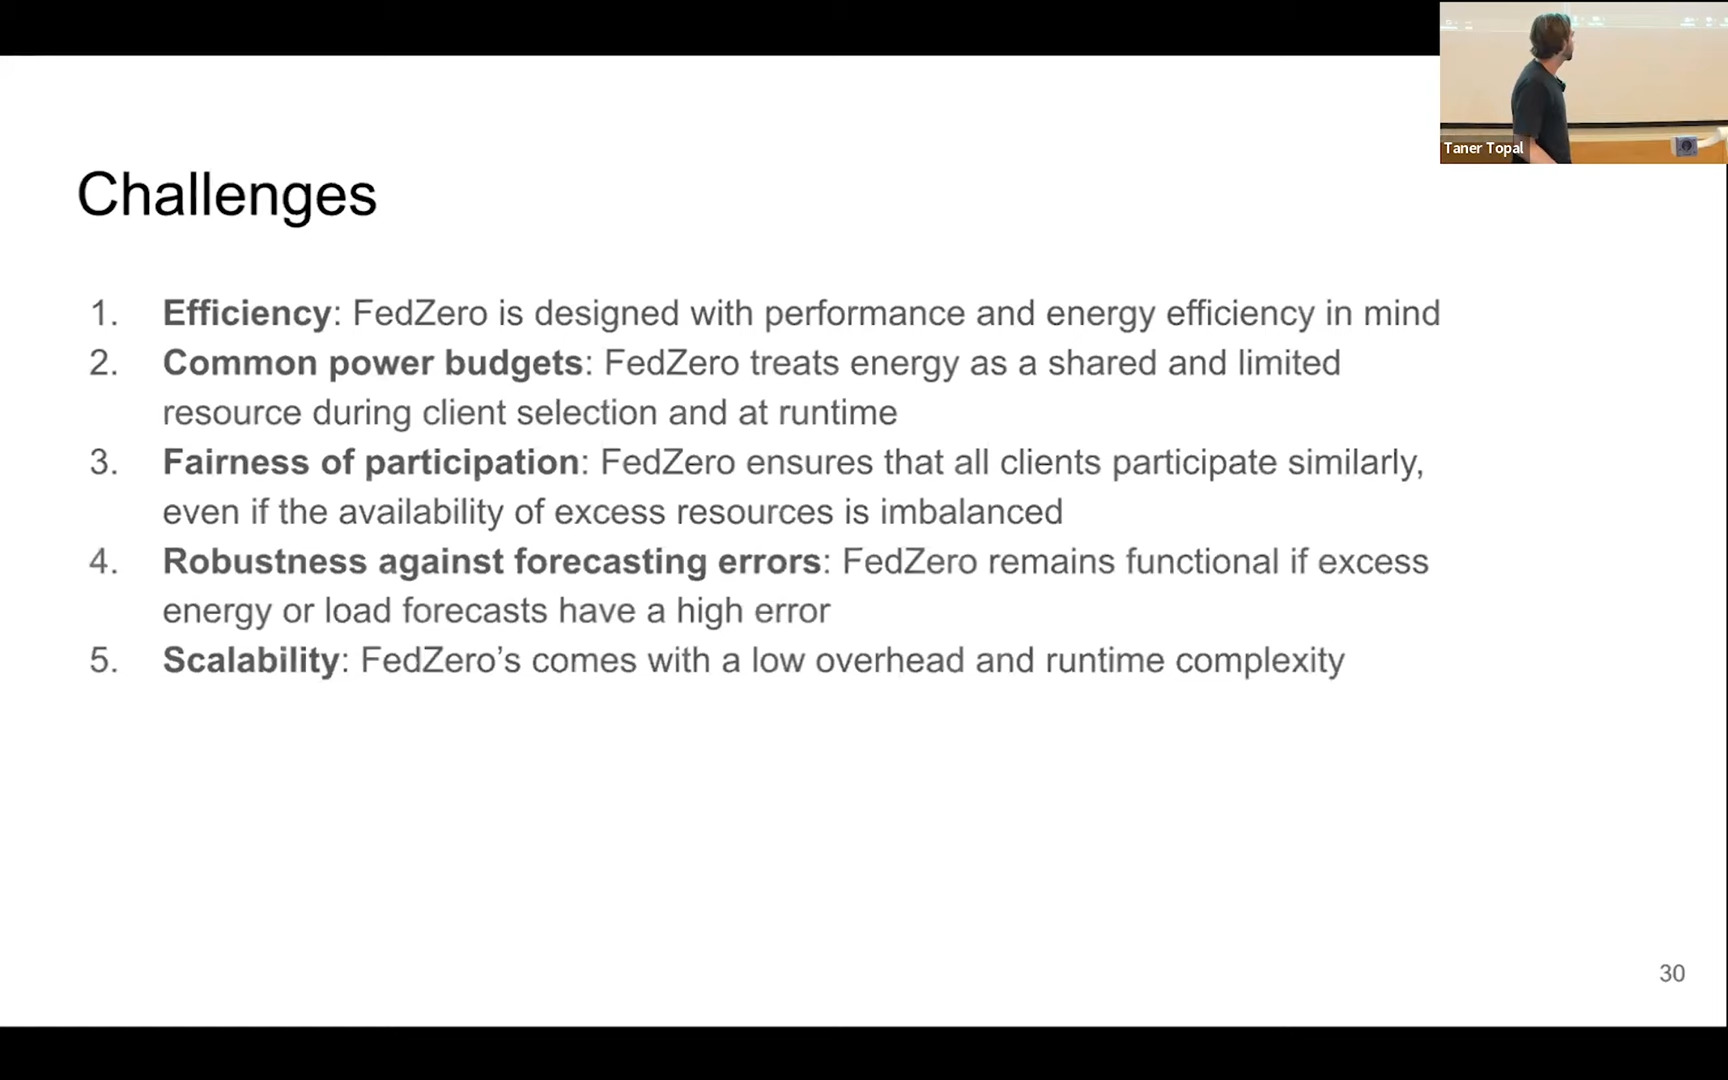 Taner Topal
Challenges
1. Efficiency: FedZero is designed with performance and energy efficiency in mind
2. Common power budgets: FedZero treats energy as a shared and limited
resource during client selection and at runtime
3. Fairness of participation: FedZero ensures that all clients participate similarly,
even if the availability of excess resources is imbalanced
4. Robustness against forecasting errors: FedZero remains functional if excess
energy or load forecasts have a high error
5. Scalability: FedZero’s comes with a low overhead and runtime complexity
30